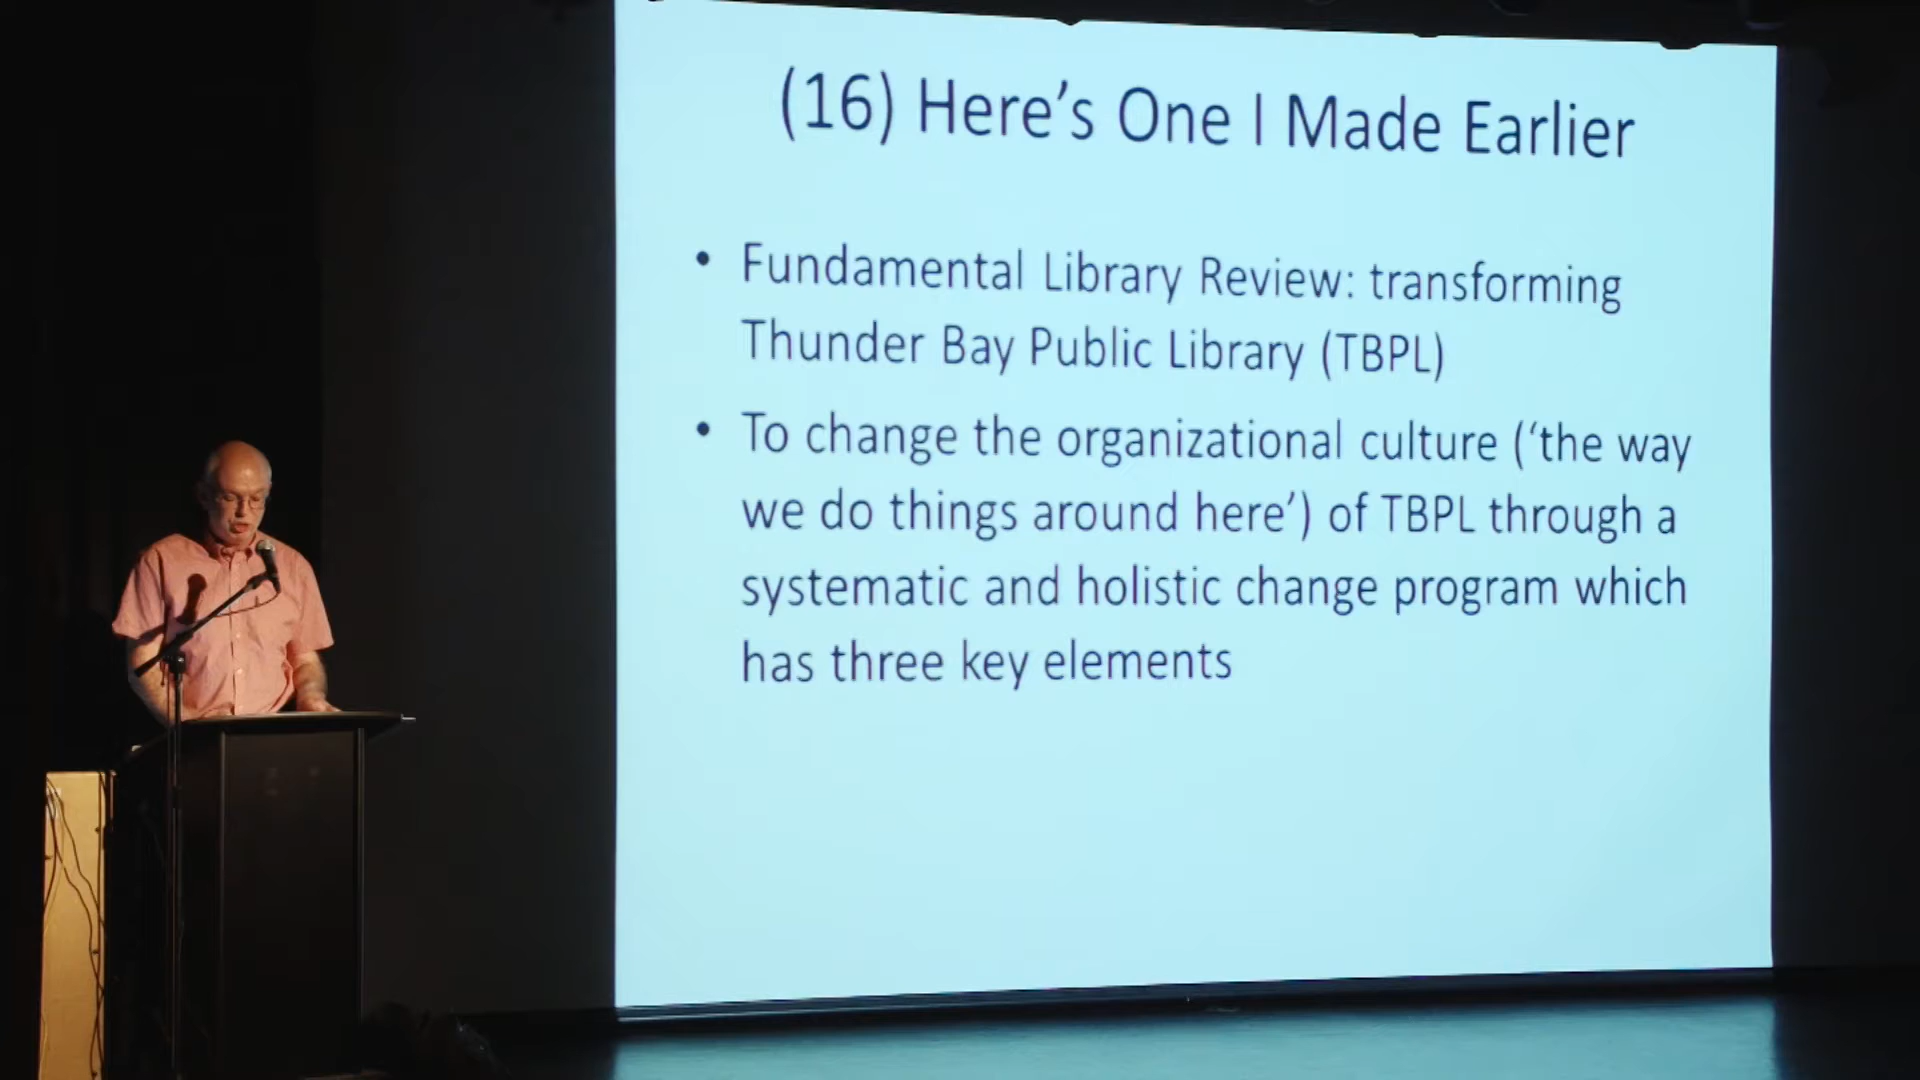 (16) Here's One I Made Earlier
• Fundamental Library Review: transforming
Thunder Bay Public Library (TBPL)
• To change the organizational culture ('the way
we do things around here') of TBPL through a
systematic and holistic change program which
has three key elements